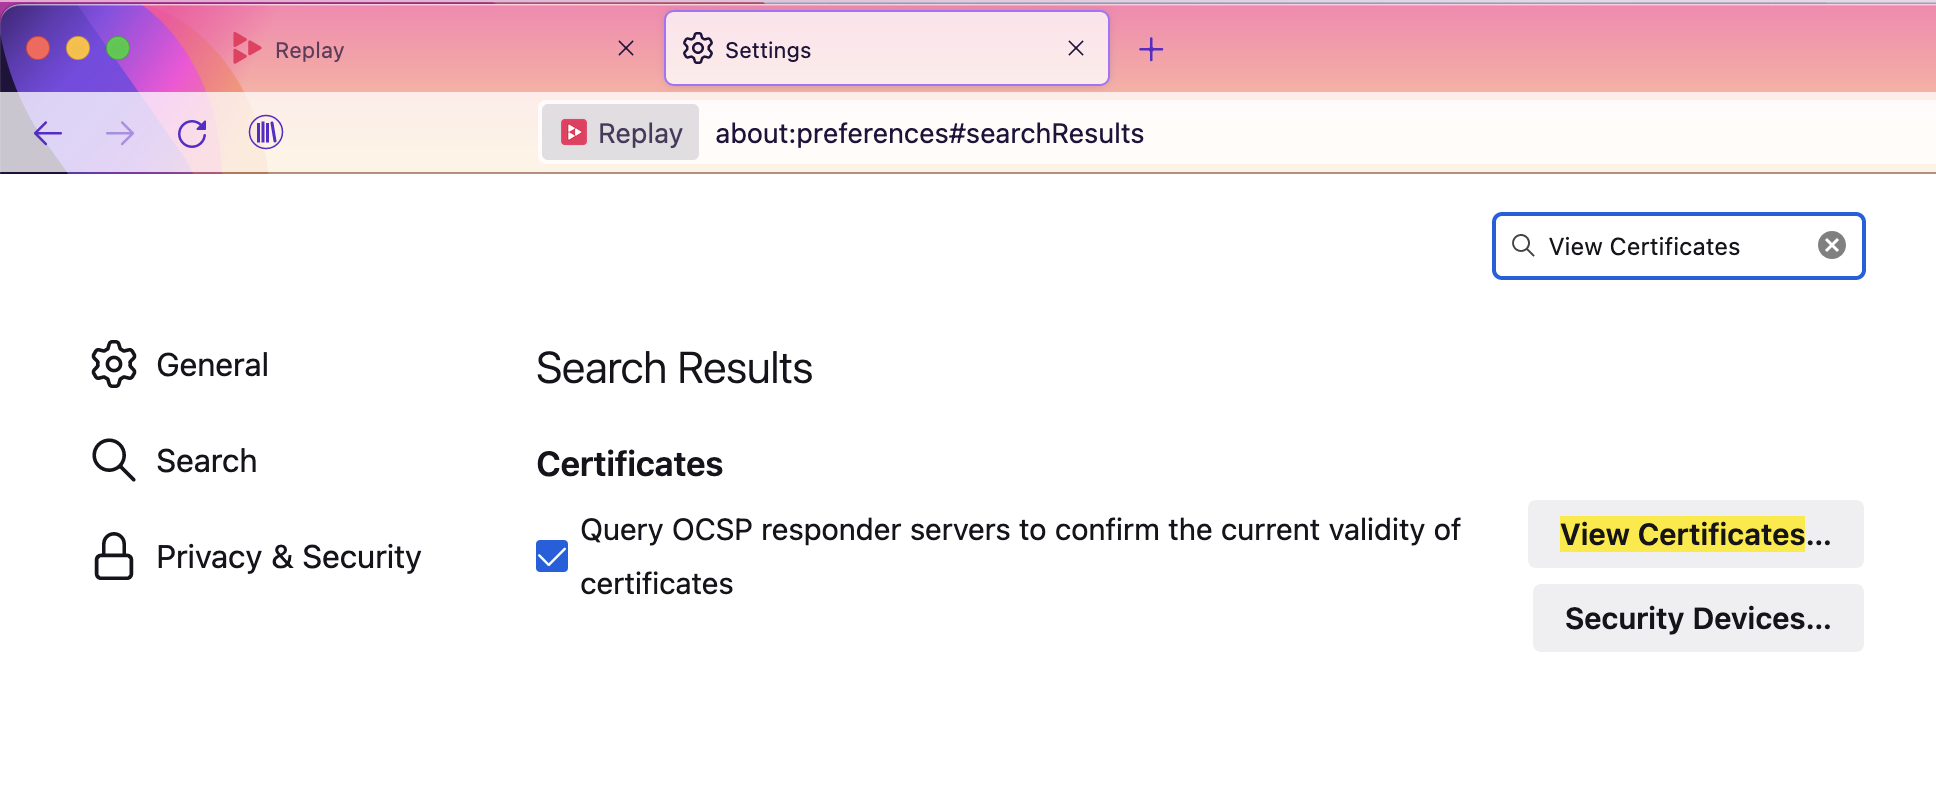 Replay
Settings
Replay about:preferences#searchResults
View Certificates
General
Search
Privacy & Security
Search Results
Certificates
Query OCSP responder servers to confirm the current validity of
certificates
View Certificates...
Security Devices...